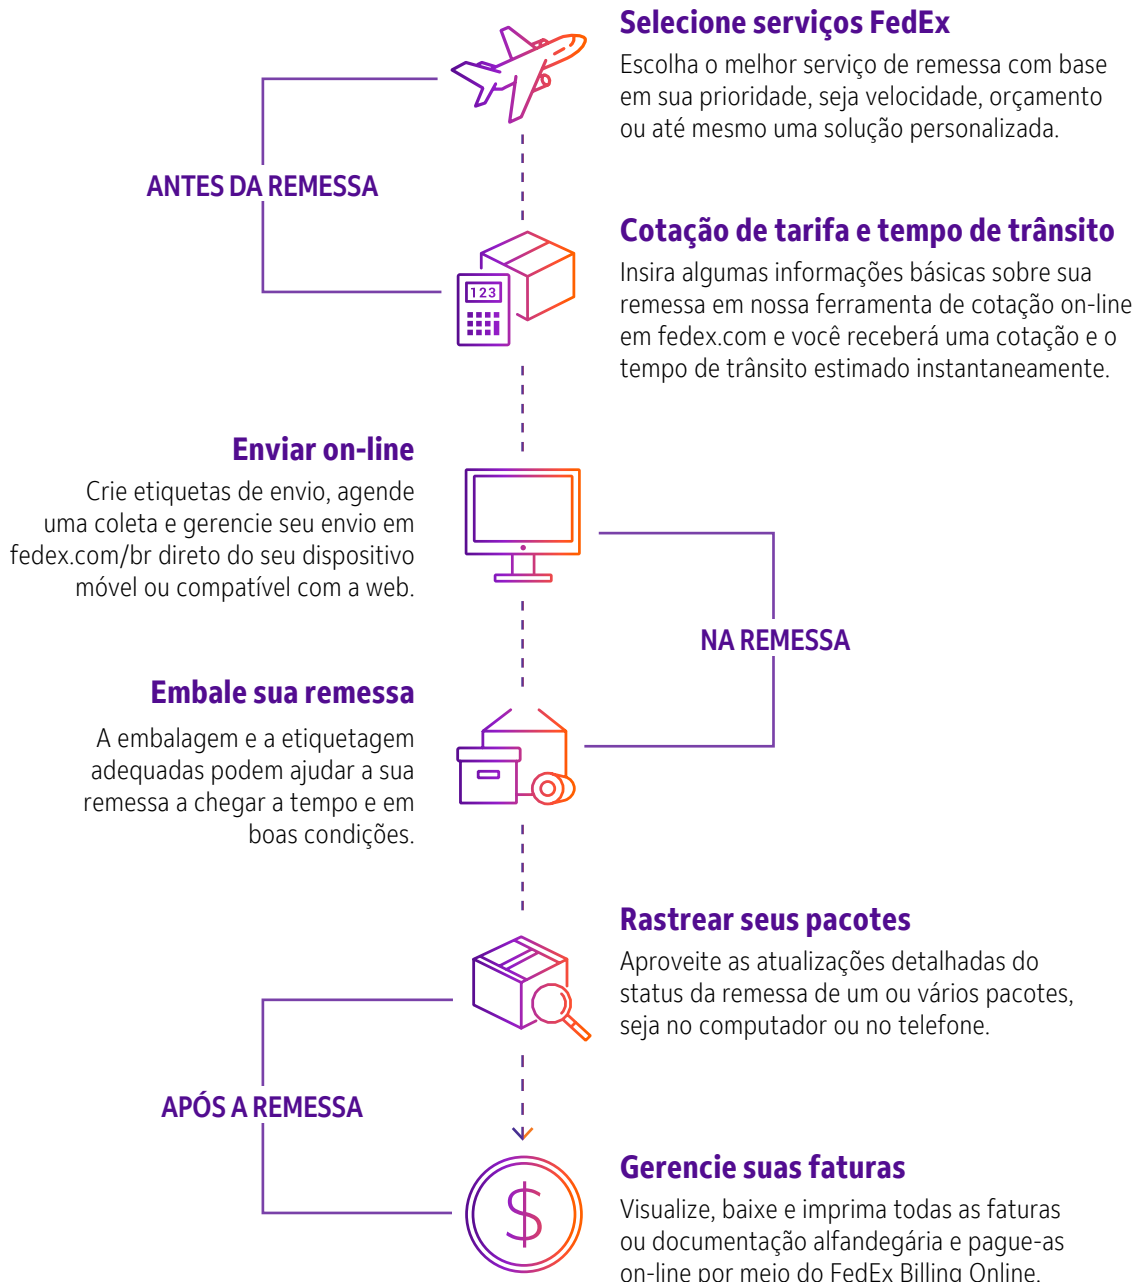 Selecione serviços FedEx
Escolha o melhor serviço de remessa com base
em sua prioridade, seja velocidade, orçamento
ou até mesmo uma solução personalizada.
ANTES DA REMESSA
Cotação de tarifa e tempo de trânsito
Insira algumas informações básicas sobre sua
remessa em nossa ferramenta de cotação on-line
em fedex.com e você receberá uma cotação e o
tempo de trânsito estimado instantaneamente.
123
Enviar on-line
Crie etiquetas de envio, agende
uma coleta e gerencie seu envio em
fedex.com/br direto do seu dispositivo
móvel ou compatível com a web.
NA REMESSA
Embale sua remessa
A embalagem e a etiquetagem
adequadas podem ajudar a sua
remessa a chegar a tempo e em
boas condições.
Rastrear seus pacotes
Aproveite as atualizações detalhadas do
status da remessa de um ou vários pacotes,
seja no computador ou no telefone.
APÓS A REMESSA
Gerencie suas faturas
Visualize, baixe e imprima todas as faturas
ou documentação alfandegária e pague-as
on-line por meio do FedEx Billing Online.
$